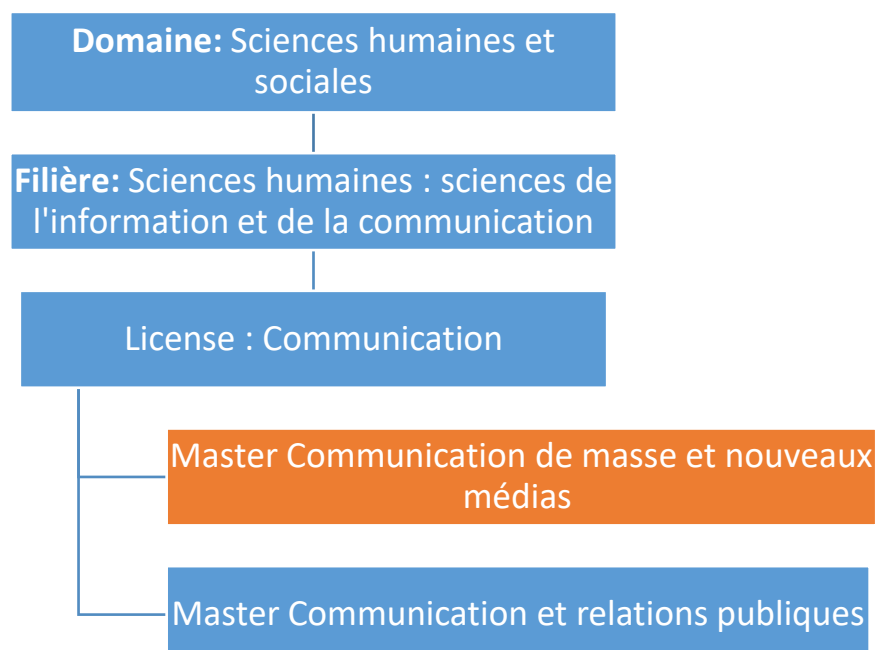 Domaine: Sciences humaines et
sociales
Filière: Sciences humaines : sciences de
l'information et de la communication
License : Communication
Master Communication de masse et nouveaux
médias
Master Communication et relations publiques